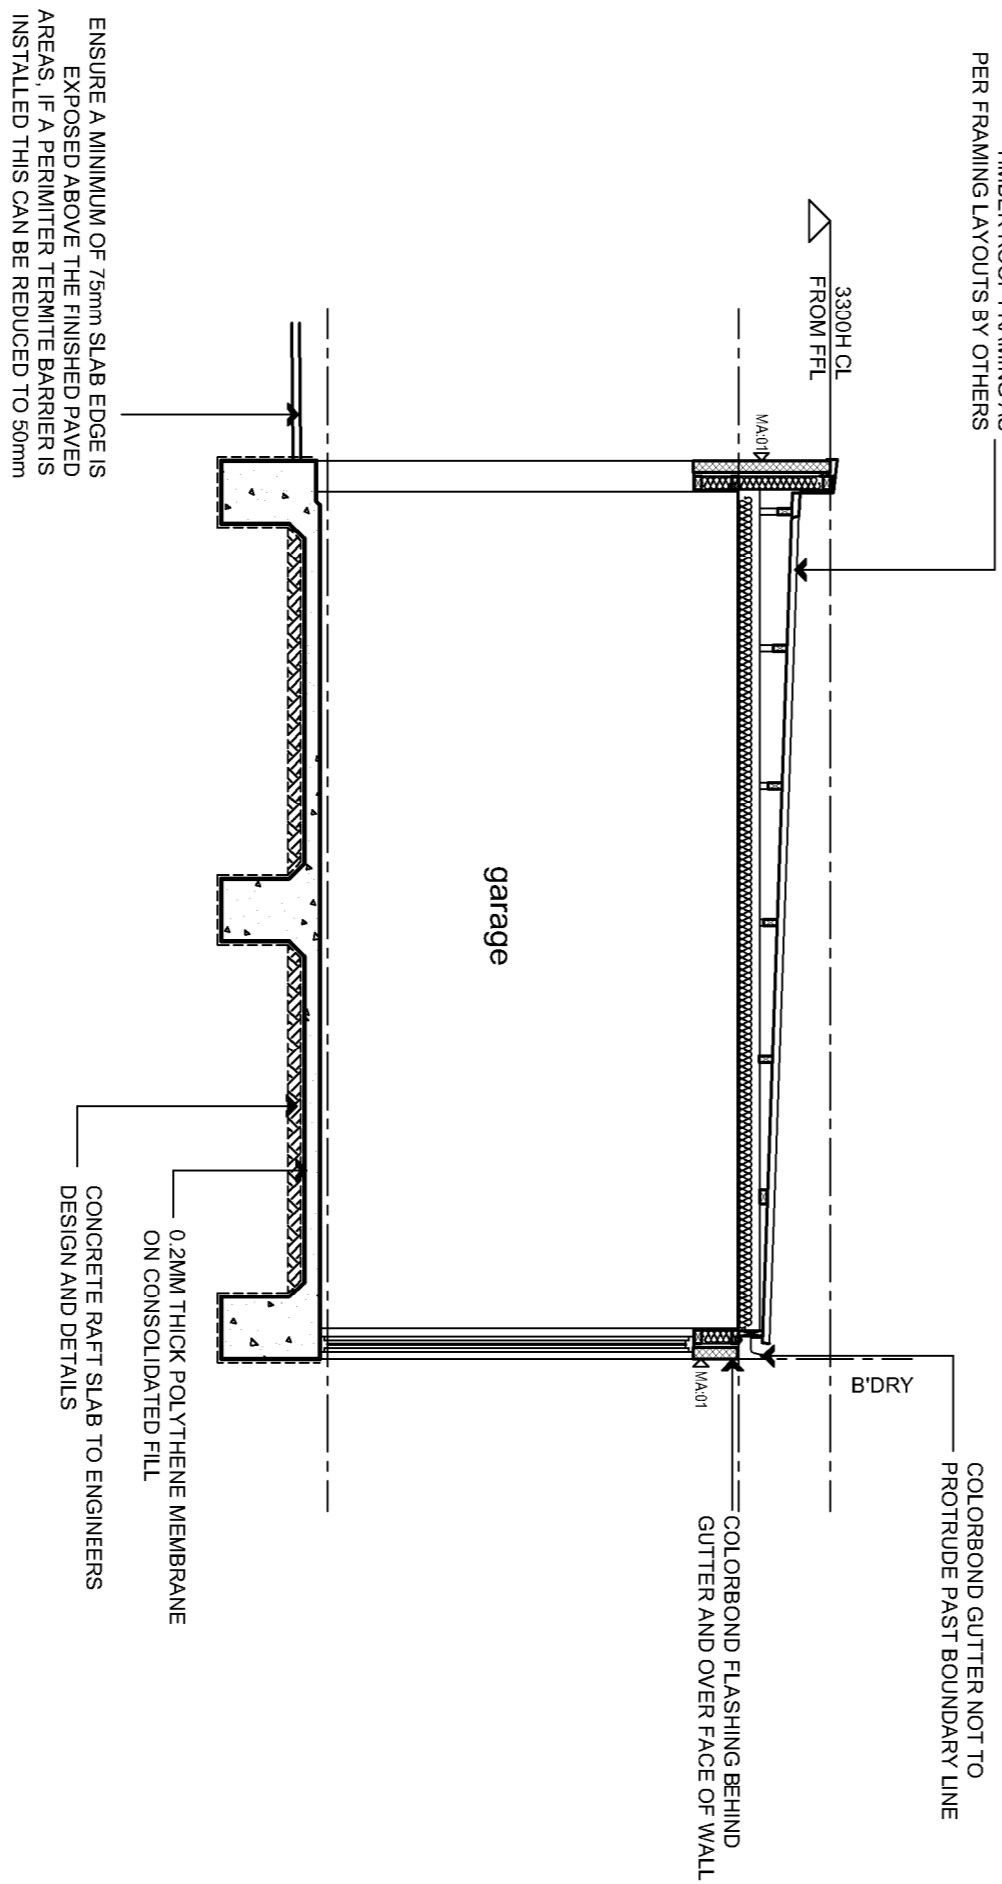 PER FRAMING LAYOUTS BY OTHERS
3300H CL
FROM FFL
MA:01
garage
B'DRY
COLORBOND GUTTER NOT TO
PROTRUDE PAST BOUNDARY LINE
MA:01
COLORBOND FLASHING BEHIND
GUTTER AND OVER FACE OF WALL
0.2MM THICK POLYTHENE MEMBRANE
ON CONSOLIDATED FILL
CONCRETE RAFT SLAB TO ENGINEERS
DESIGN AND DETAILS
ENSURE A MINIMUM OF 75mm SLAB EDGE IS
EXPOSED ABOVE THE FINISHED PAVED
AREAS, IF A PERIMITER TERMITE BARRIER IS
INSTALLED THIS CAN BE REDUCED TO 50mm